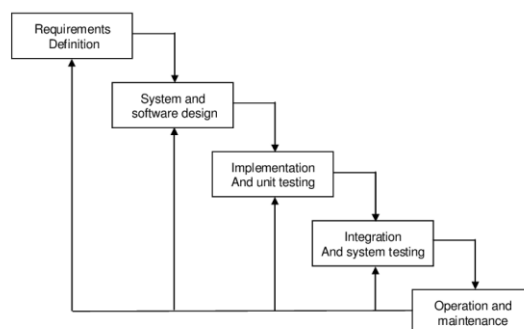 Requirements
Definition
System and
software design
Implementation
And unit testing
Integration
And system testing
Operation and
maintenance